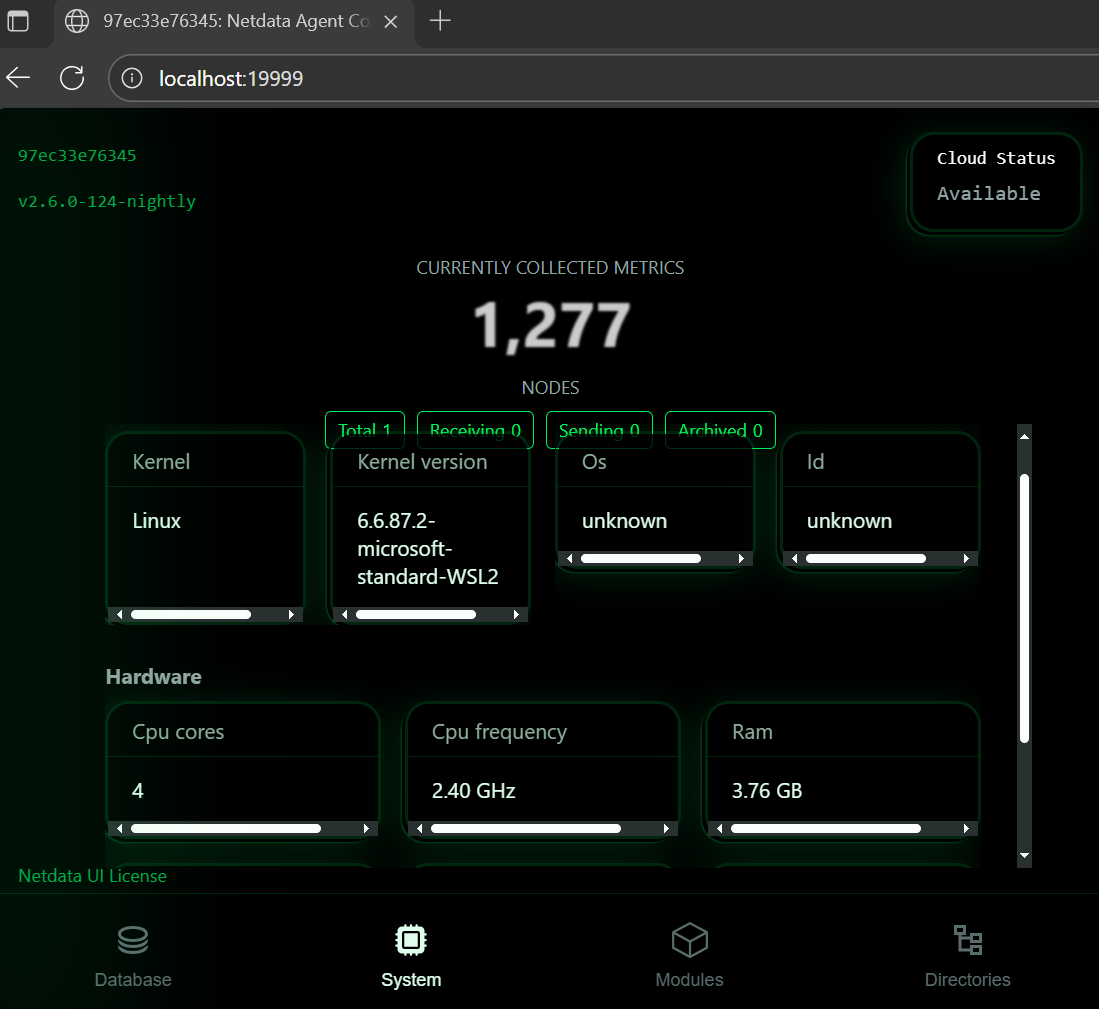 97ec33e76345: Netdata Agent Co
localhost:19999
97ec33e76345
v2.6.0-124-nightly
Cloud Status
Available
CURRENTLY COLLECTED METRICS
1,277
NODES
Total 1 Receiving 0 Sending 0 Archived 0
Kernel Kernel version Os Id
Linux 6.6.87.2- unknown unknown
microsoft-
standard-WSL2
Hardware
Cpu cores Cpu frequency Ram
4 2.40 GHz 3.76 GB
Netdata UI License
Database System Modules Directories